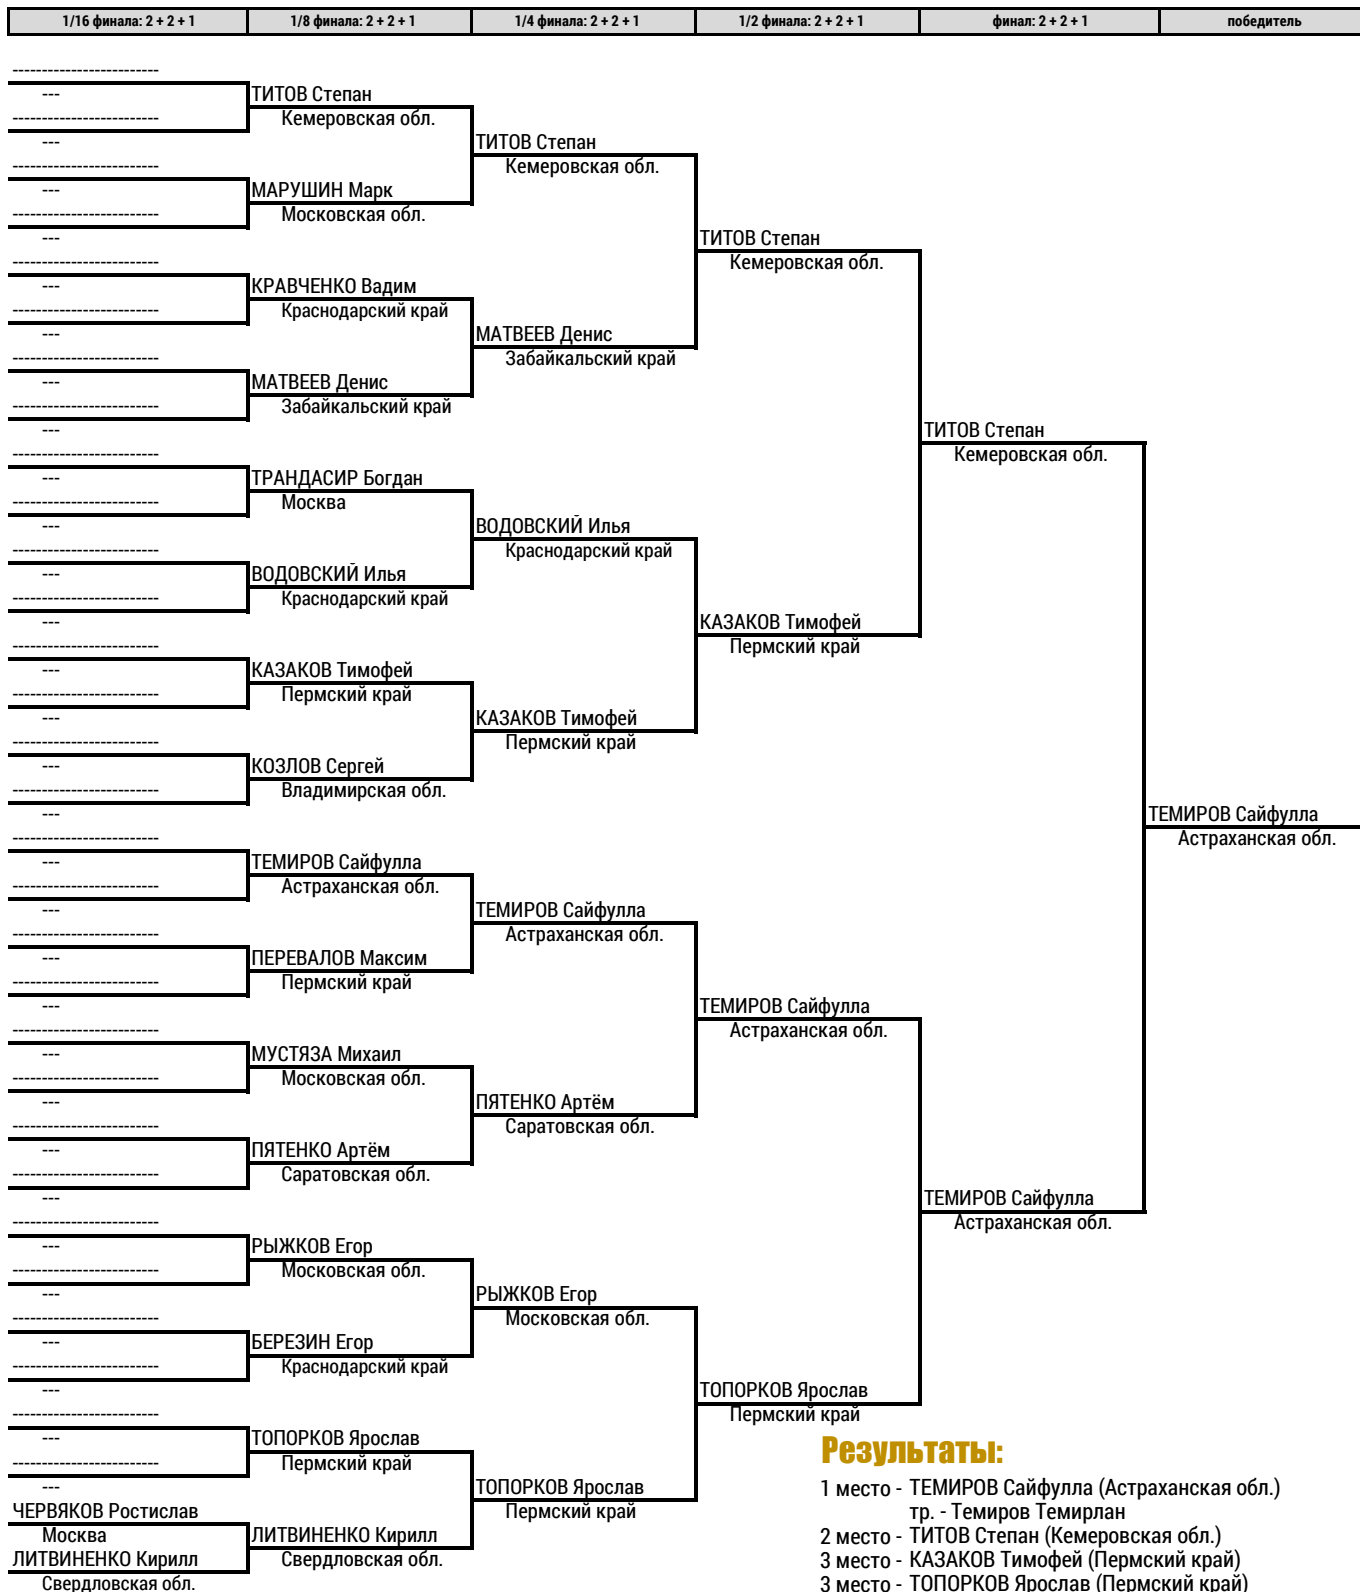 1/16 финала: 2 + 2 + 1 1/8 финала: 2 + 2 + 1 1/4 финала: 2 + 2 + 1 1/2 финала: 2 + 2 + 1 финал: 2 + 2 + 1 победитель
-------------------------
---
-------------------------
---
-------------------------
---
-------------------------
---
-------------------------
---
-------------------------
---
-------------------------
---
-------------------------
---
-------------------------
---
-------------------------
---
-------------------------
---
-------------------------
---
-------------------------
---
-------------------------
---
-------------------------
---
-------------------------
---
-------------------------
---
-------------------------
---
-------------------------
---
-------------------------
---
-------------------------
---
-------------------------
---
-------------------------
---
-------------------------
---
-------------------------
---
-------------------------
---
-------------------------
---
-------------------------
---
-------------------------
---
-------------------------
---
-------------------------
---
-------------------------
---
ЧЕРВЯКОВ Ростислав
Москва
ЛИТВИНЕНКО Кирилл
Свердловская обл.
ТИТОВ Степан
Кемеровская обл.
МАРУШИН Марк
Московская обл.
КРАВЧЕНКО Вадим
Краснодарский край
МАТВЕЕВ Денис
Забайкальский край
ТРАНДАСИР Богдан
Москва
ВОДОВСКИЙ Илья
Краснодарский край
КАЗАКОВ Тимофей
Пермский край
КОЗЛОВ Сергей
Владимирская обл.
ТЕМИРОВ Сайфулла
Астраханская обл.
ПЕРЕВАЛОВ Максим
Пермский край
МУСТЯЗА Михаил
Московская обл.
ПЯТЕНКО Артём
Саратовская обл.
РЫЖКОВ Егор
Московская обл.
БЕРЕЗИН Егор
Краснодарский край
ТОПОРКОВ Ярослав
Пермский край
ЛИТВИНЕНКО Кирилл
Свердловская обл.
ТИТОВ Степан
Кемеровская обл.
МАТВЕЕВ Денис
Забайкальский край
ВОДОВСКИЙ Илья
Краснодарский край
КАЗАКОВ Тимофей
Пермский край
ТЕМИРОВ Сайфулла
Астраханская обл.
ПЯТЕНКО Артём
Саратовская обл.
РЫЖКОВ Егор
Московская обл.
ТОПОРКОВ Ярослав
Пермский край
ТИТОВ Степан
Кемеровская обл.
КАЗАКОВ Тимофей
Пермский край
ТЕМИРОВ Сайфулла
Астраханская обл.
ТОПОРКОВ Ярослав
Пермский край
ТИТОВ Степан
Кемеровская обл.
ТЕМИРОВ Сайфулла
Астраханская обл.
ТЕМИРОВ Сайфулла
Астраханская обл.
Результаты:
1 место - ТЕМИРОВ Сайфулла (Астраханская обл.)
тр. - Темиров Темирлан
2 место - ТИТОВ Степан (Кемеровская обл.)
3 место - КАЗАКОВ Тимофей (Пермский край)
3 место - ТОПОРКОВ Ярослав (Пермский край)